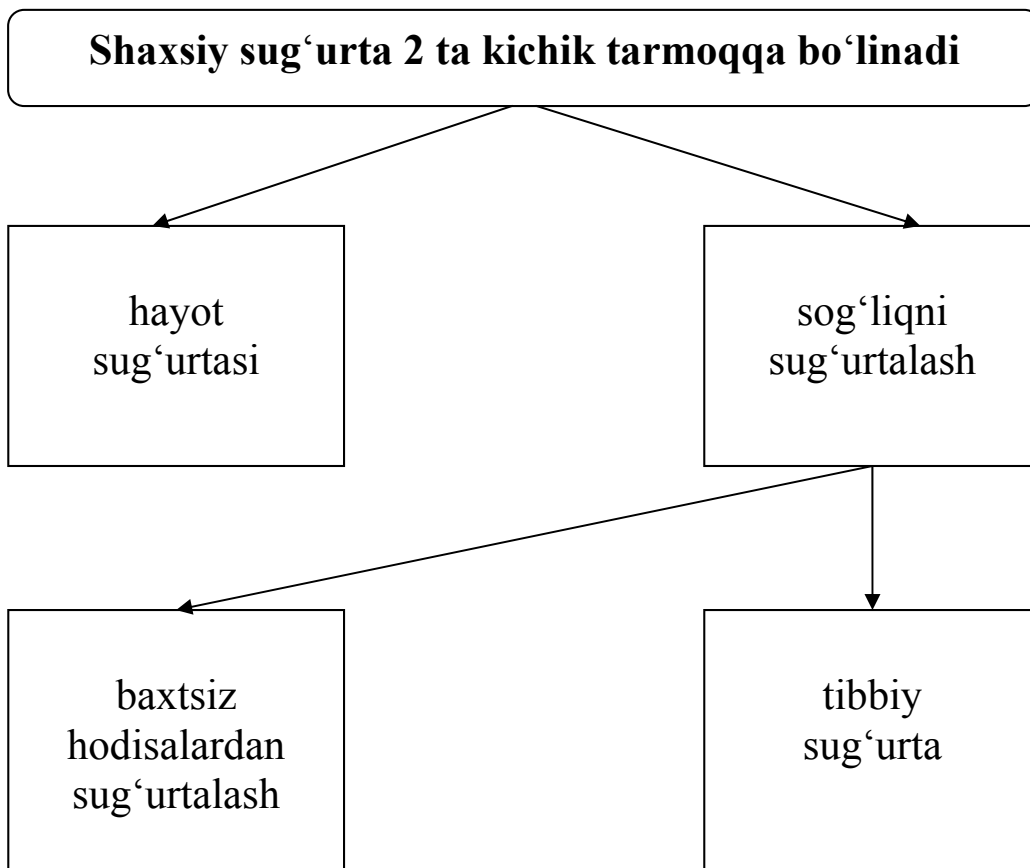 Shaxsiy sug‘urta 2 ta kichik tarmoqqa bo‘linadi
hayot
sug‘urtasi
sog‘liqni
sug‘urtalash
baxtsiz
hodisalardan
sug‘urtalash
tibbiy
sug‘urta